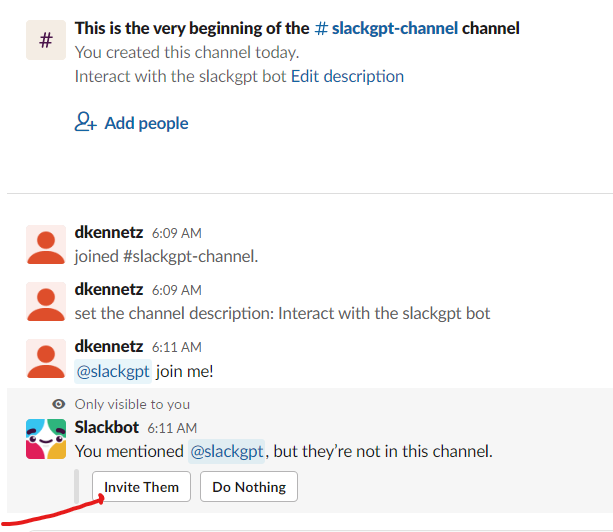 This is the very beginning of the # slackgpt-channel channel
You created this channel today.
Interact with the slackgpt bot Edit description
Add people
dkennetz 6:09 AM
joined #slackgpt-channel.
dkennetz 6:09 AM
set the channel description: Interact with the slackgpt bot
dkennetz 6:11 AM
@slackgpt join me!
Only visible to you
Slackbot 6:11 AM
You mentioned @slackgpt, but they’re not in this channel.
Invite Them Do Nothing